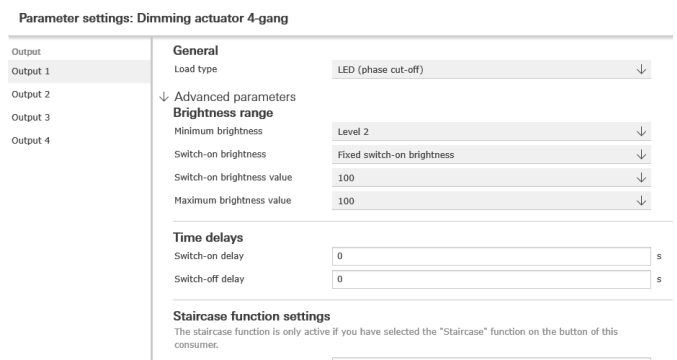 Parameter settings: Dimming actuator 4-gang
Output
Output 1
Output 2
Output 3
Output 4
General
Load type
LED (phase cut-off)
Advanced parameters
Brightness range
Minimum brightness
Level 2
Switch-on brightness
Fixed switch-on brightness
Switch-on brightness value
100
Maximum brightness value
100
Time delays
Switch-on delay
0
s
Switch-off delay
0
s
Staircase function settings
The staircase function is only active if you have selected the "Staircase" function on the button of this
consumer.